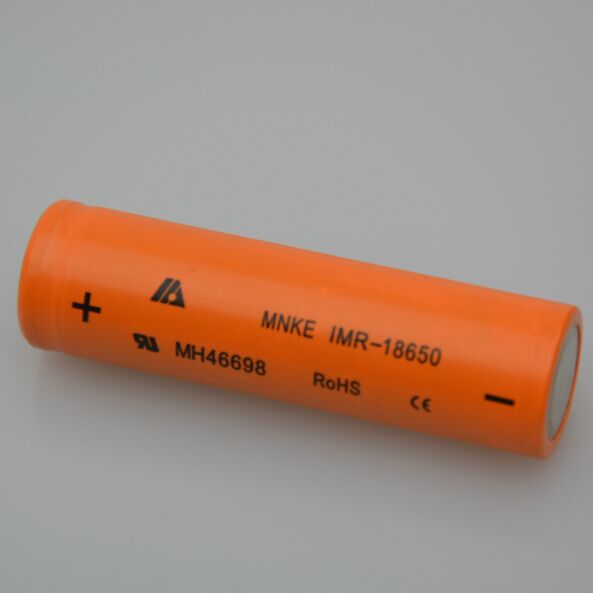 +
MNKE IMR-18650
MH46698
RoHS
CE
−